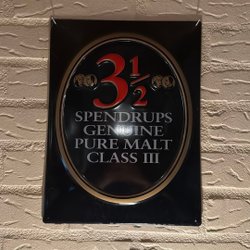 3½
SPENDRUPS
GENUINE
PURE MALT
CLASS III